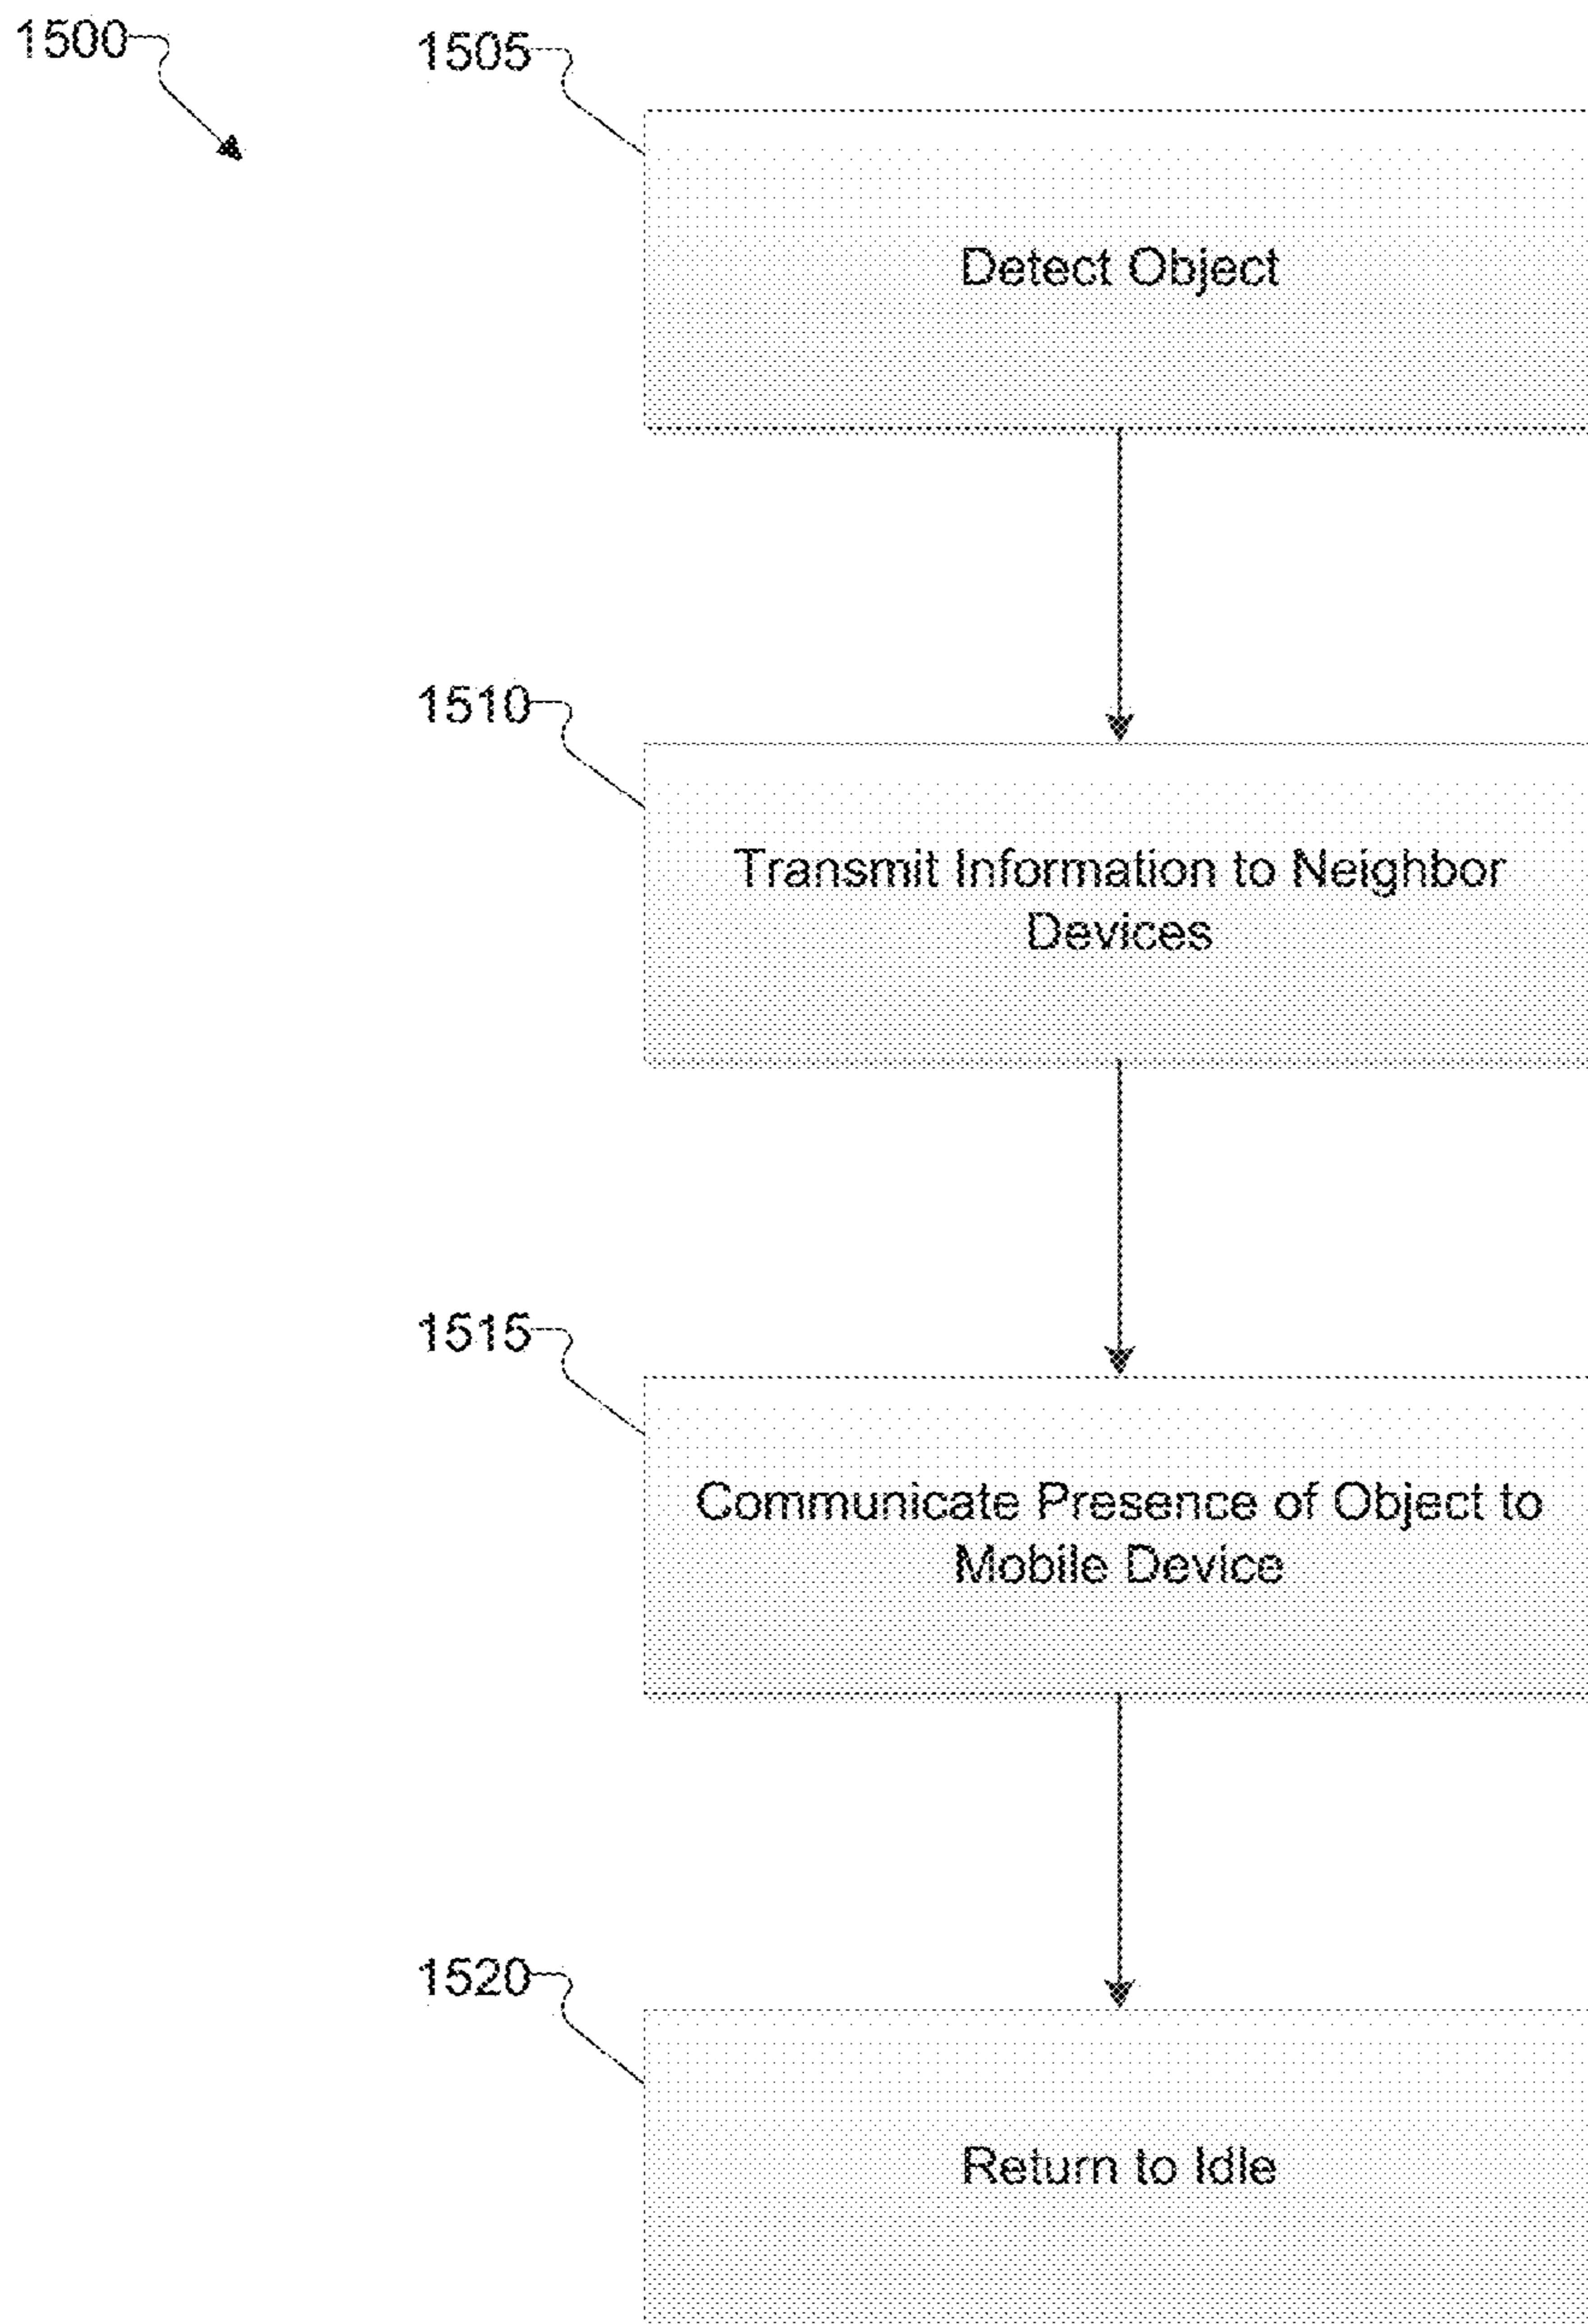 1500
1505
Detect Object
1510
Transmit Information to Neighbor
Devices
1515
Communicate Presence of Object to
Mobile Device
1520
Return to Idle